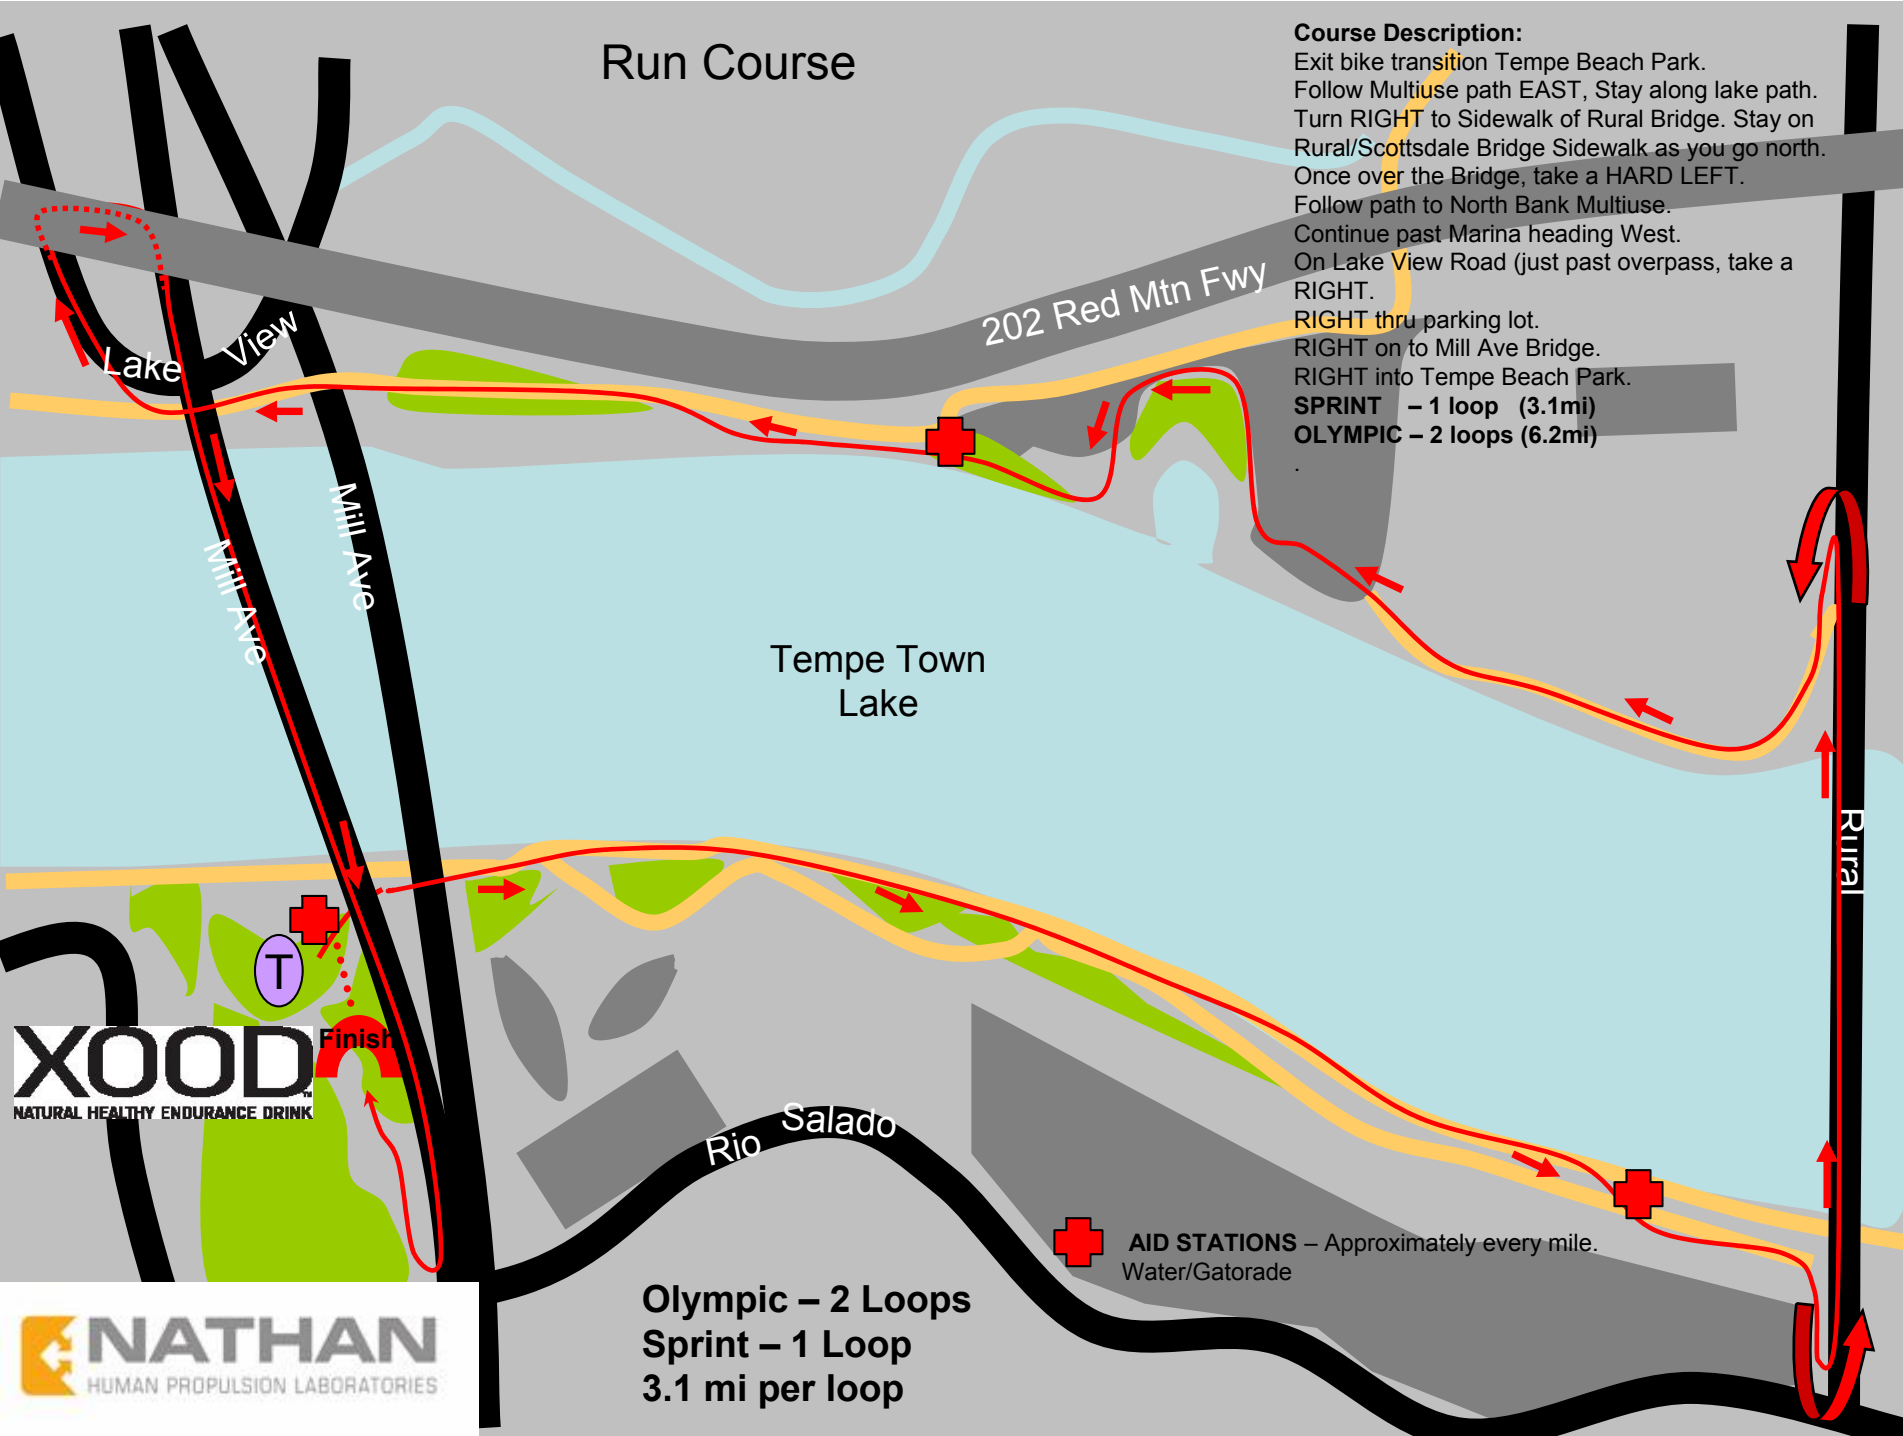 Run Course
Course Description:
Exit bike transition Tempe Beach Park.
Follow Multiuse path EAST, Stay along lake path.
Turn RIGHT to Sidewalk of Rural Bridge. Stay on
Rural/Scottsdale Bridge Sidewalk as you go north.
Once over the Bridge, take a HARD LEFT.
Follow path to North Bank Multiuse.
Continue past Marina heading West.
On Lake View Road (just past overpass, take a
RIGHT.
RIGHT thru parking lot.
RIGHT on to Mill Ave Bridge.
RIGHT into Tempe Beach Park.
SPRINT – 1 loop (3.1mi)
OLYMPIC – 2 loops (6.2mi)
.
202 Red Mtn Fwy
Lake View
Mill Ave
Mill Ave
Tempe Town
Lake
Rural
T
Finish
XOOD
™
NATURAL HEALTHY ENDURANCE DRINK
Rio Salado
AID STATIONS – Approximately every mile.
Water/Gatorade
Olympic – 2 Loops
Sprint – 1 Loop
3.1 mi per loop
NATHAN
HUMAN PROPULSION LABORATORIES